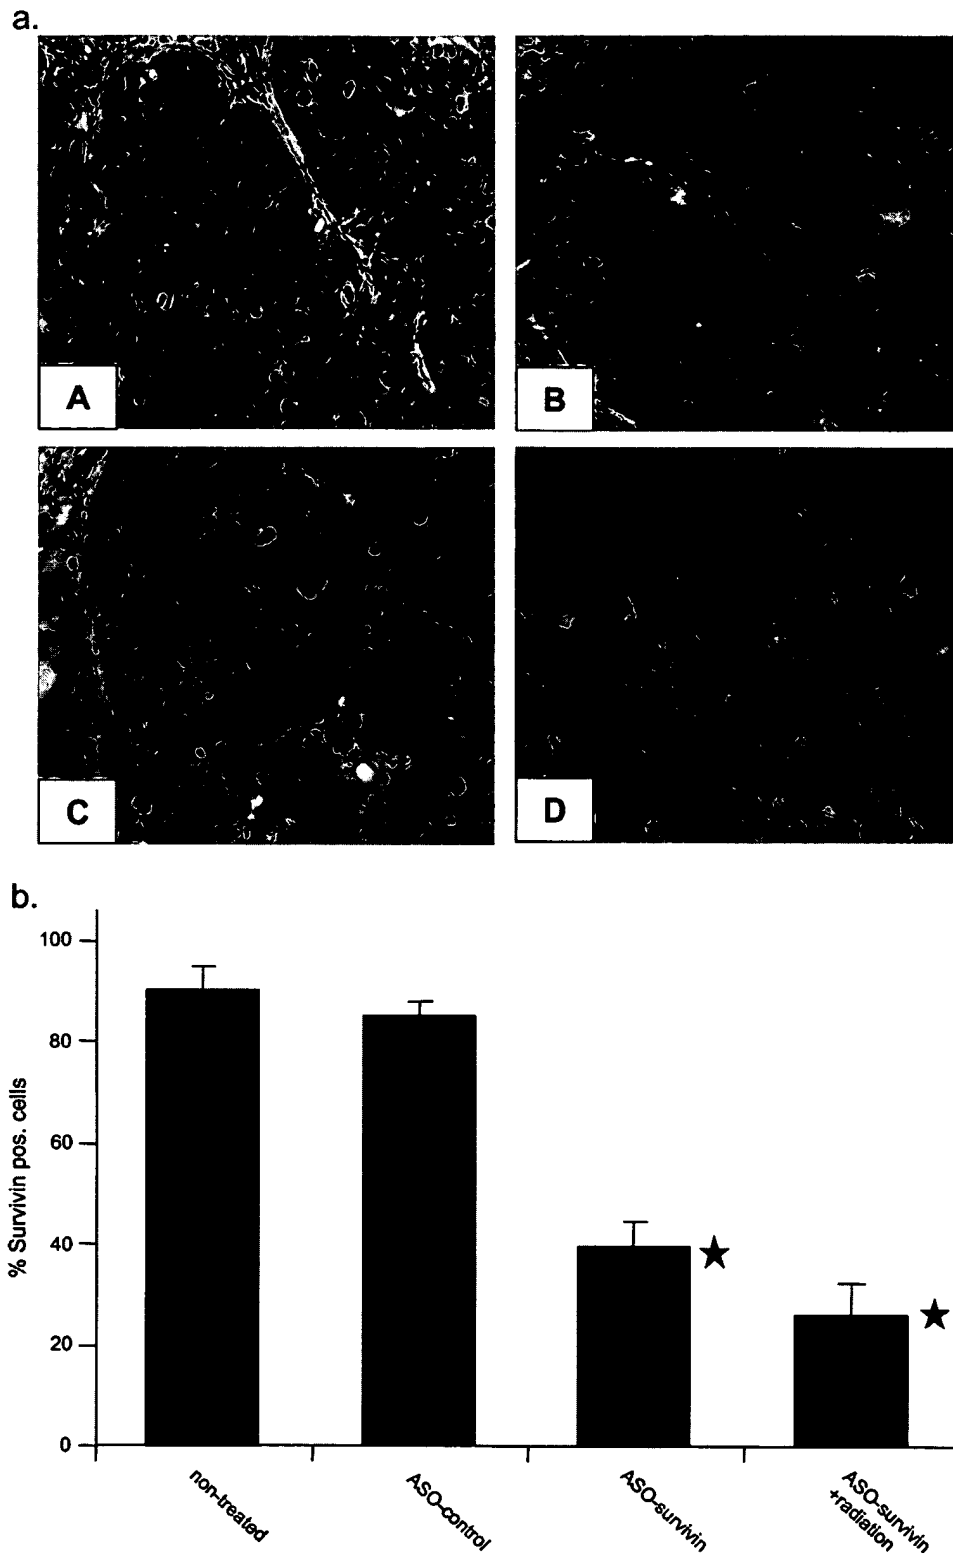 a.
A
B
C
D
b.
% Survivin pos. cells
100
80
60
40
20
0
non-treated
ASO-control
ASO-survivin
ASO-survivin
+radiation